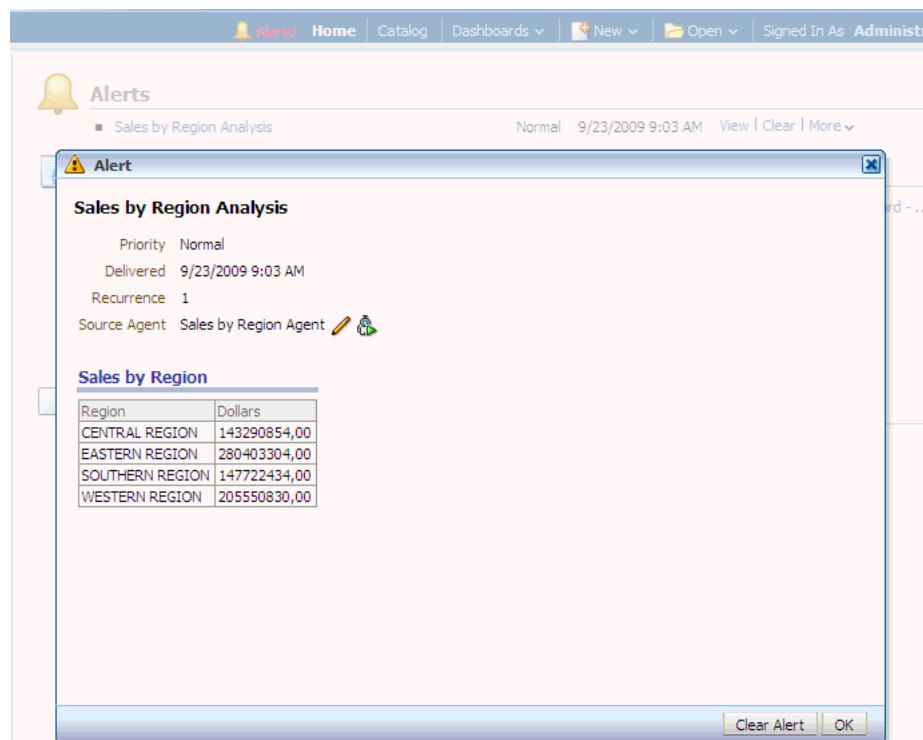 Alerts! Home Catalog Dashboards New Open Signed In As Administ
Alerts
Sales by Region Analysis Normal 9/23/2009 9:03 AM View | Clear | More
Alert
rd - ..
Sales by Region Analysis
Priority Normal
Delivered 9/23/2009 9:03 AM
Recurrence 1
Source Agent Sales by Region Agent
Sales by Region
Region Dollars
CENTRAL REGION 143290854,00
EASTERN REGION 280403304,00
SOUTHERN REGION 147722434,00
WESTERN REGION 205550830,00
Clear Alert OK